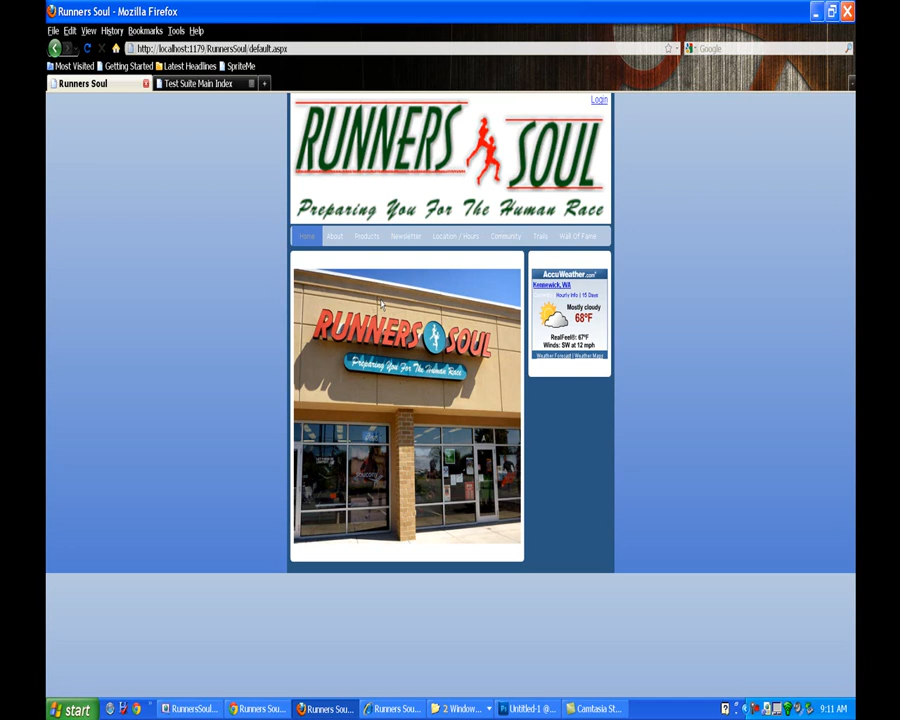 Runners Soul - Mozilla Firefox
File Edit View History Bookmarks Tools Help
http://localhost:1179/RunnersSoul/default.aspx
Google
Most Visited Getting Started Latest Headlines SpriteMe
Runners Soul
Test Suite Main Index
Login
RUNNERS SOUL
Preparing You For The Human Race
Home About Products Newsletter Location / Hours Community Trails Wall Of Fame
RUNNERS SOUL
Preparing You For The Human Race
saucony
AccuWeather.com
Kennewick, WA
Hourly Info | 15 Days
Mostly cloudy
68°F
RealFeel®: 67°F
Winds: SW at 12 mph
Weather Forecast | Weather Maps
start
RunnersSoul...
Runners Sou...
Runners Sou...
Runners Sou...
2 Window...
Untitled-1 @...
Camtasia St...
9:11 AM